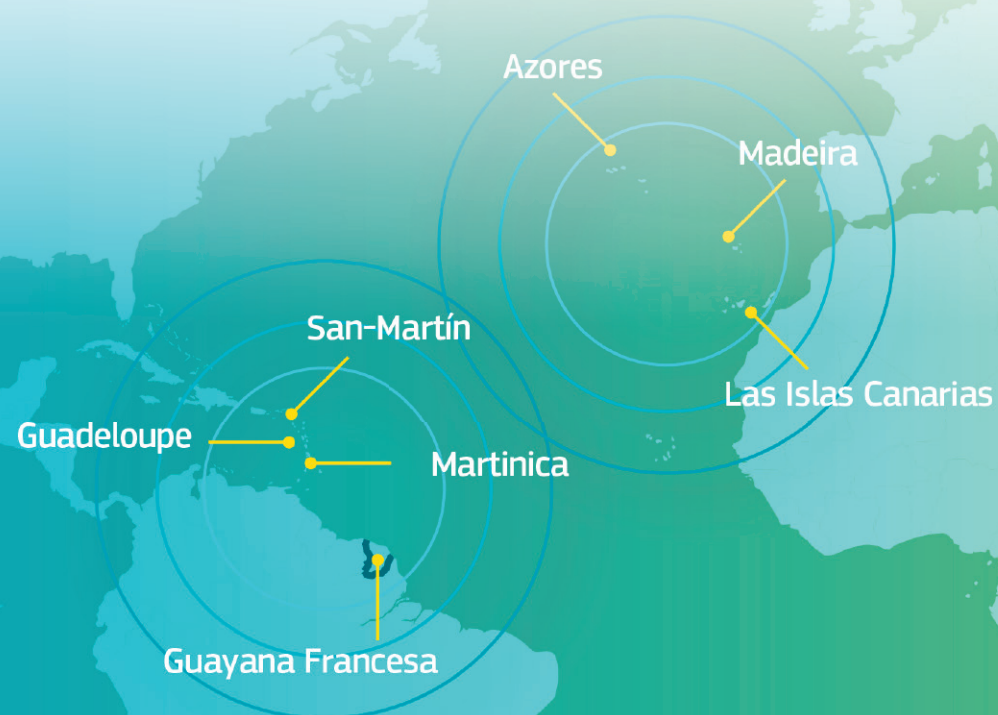 Azores
Madeira
San-Martín
Las Islas Canarias
Guadeloupe
Martinica
Guayana Francesa